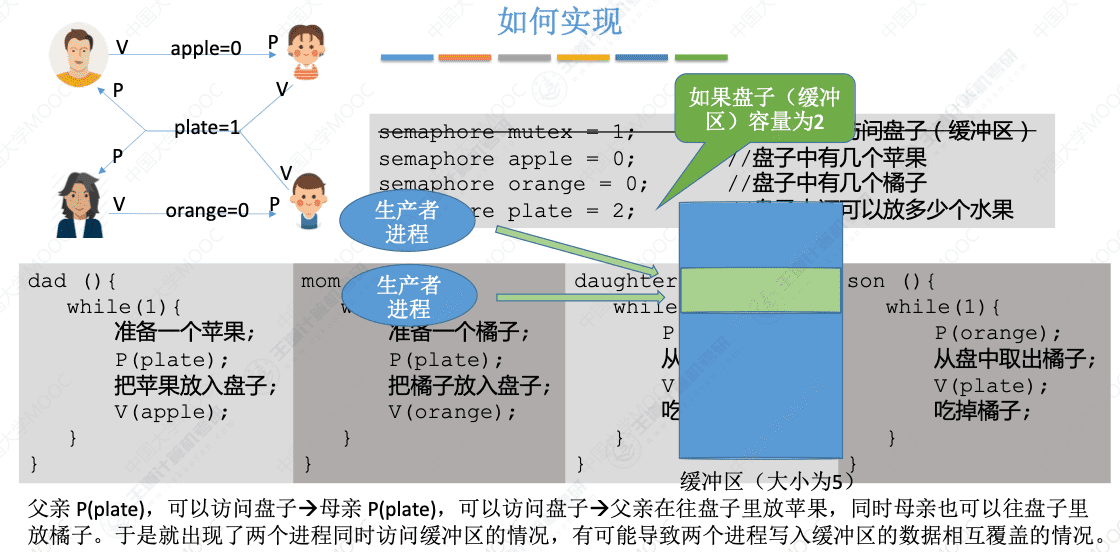 如何实现
V apple=0 P
P V
plate=1
P V
V orange=0 P
如果盘子（缓冲
区）容量为2
semaphore mutex = 1; 访问盘子（缓冲区）
semaphore apple = 0; //盘子中有几个苹果
semaphore orange = 0; //盘子中有几个橘子
ore plate = 2; 可以放多少个水果
生产者
进程
生产者
进程
dad (){
while(1){
准备一个苹果;
P(plate);
把苹果放入盘子;
V(apple);
}
}
mom
准备一个橘子;
P(plate);
把橘子放入盘子;
V(orange);
}
}
daughter
while
P
从
V
吃
}
}
son (){
while(1){
P(orange);
从盘中取出橘子;
V(plate);
吃掉橘子;
}
}
缓冲区（大小为5）
父亲 P(plate)，可以访问盘子→母亲 P(plate)，可以访问盘子→父亲在往盘子里放苹果，同时母亲也可以往盘子里
放橘子。于是就出现了两个进程同时访问缓冲区的情况，有可能导致两个进程写入缓冲区的数据相互覆盖的情况。